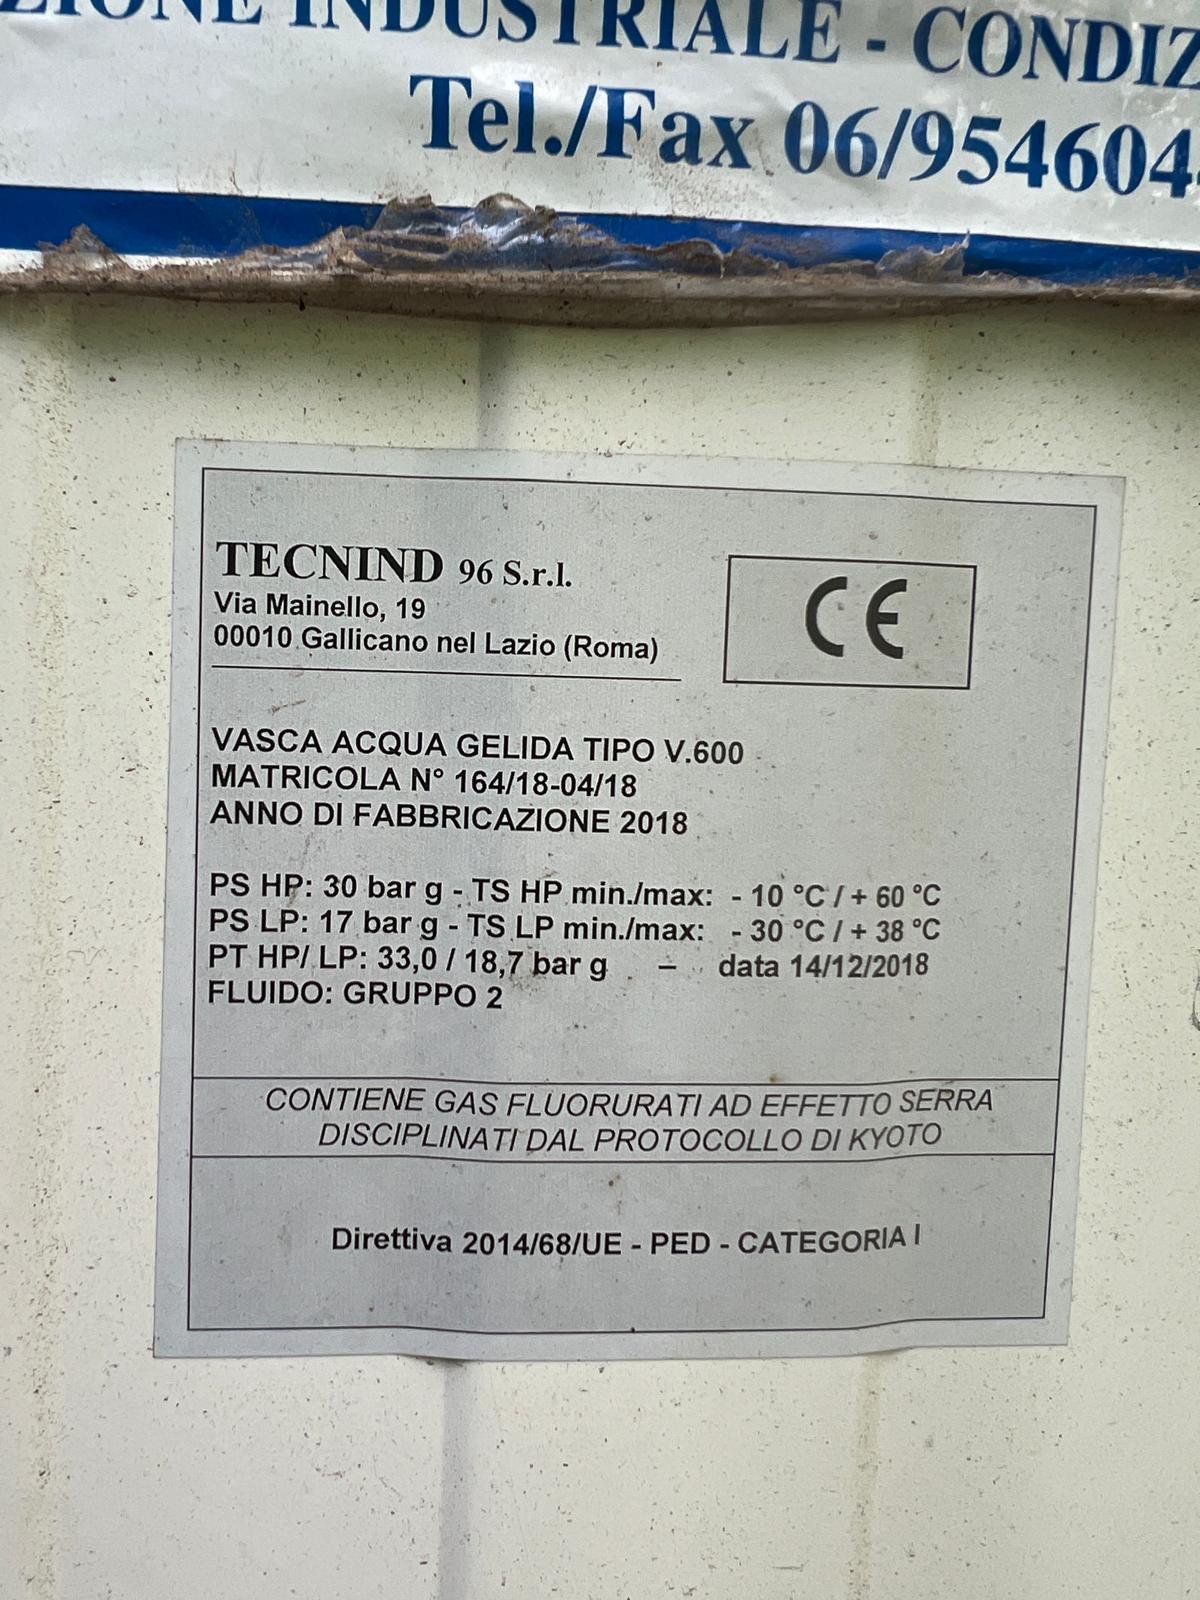 INDUSTRIALE - CONDIZ
Tel./Fax 06/954604
TECNIND 96 S.r.l.
Via Mainello, 19
00010 Gallicano nel Lazio (Roma)
CE
VASCA ACQUA GELIDA TIPO V.600
MATRICOLA N° 164/18-04/18
ANNO DI FABBRICAZIONE 2018
PS HP: 30 bar g - TS HP min./max: - 10 °C / + 60 °C
PS LP: 17 bar g - TS LP min./max: - 30 °C / + 38 °C
PT HP/ LP: 33,0 / 18,7 bar g – data 14/12/2018
FLUIDO: GRUPPO 2
CONTIENE GAS FLUORURATI AD EFFETTO SERRA
DISCIPLINATI DAL PROTOCOLLO DI KYOTO
Direttiva 2014/68/UE - PED - CATEGORIA I